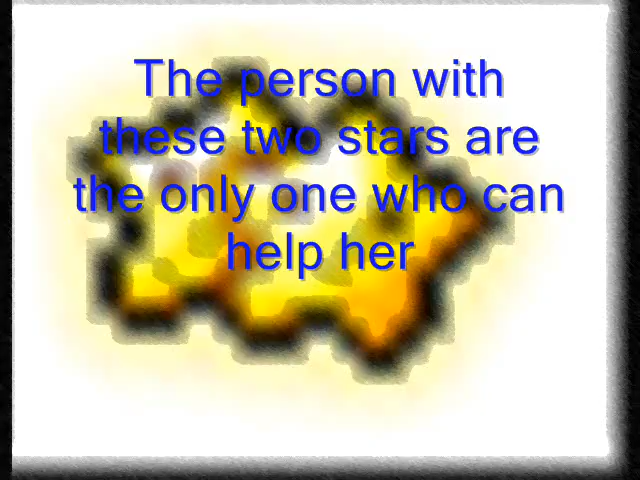 The person with
these two stars are
the only one who can
help her